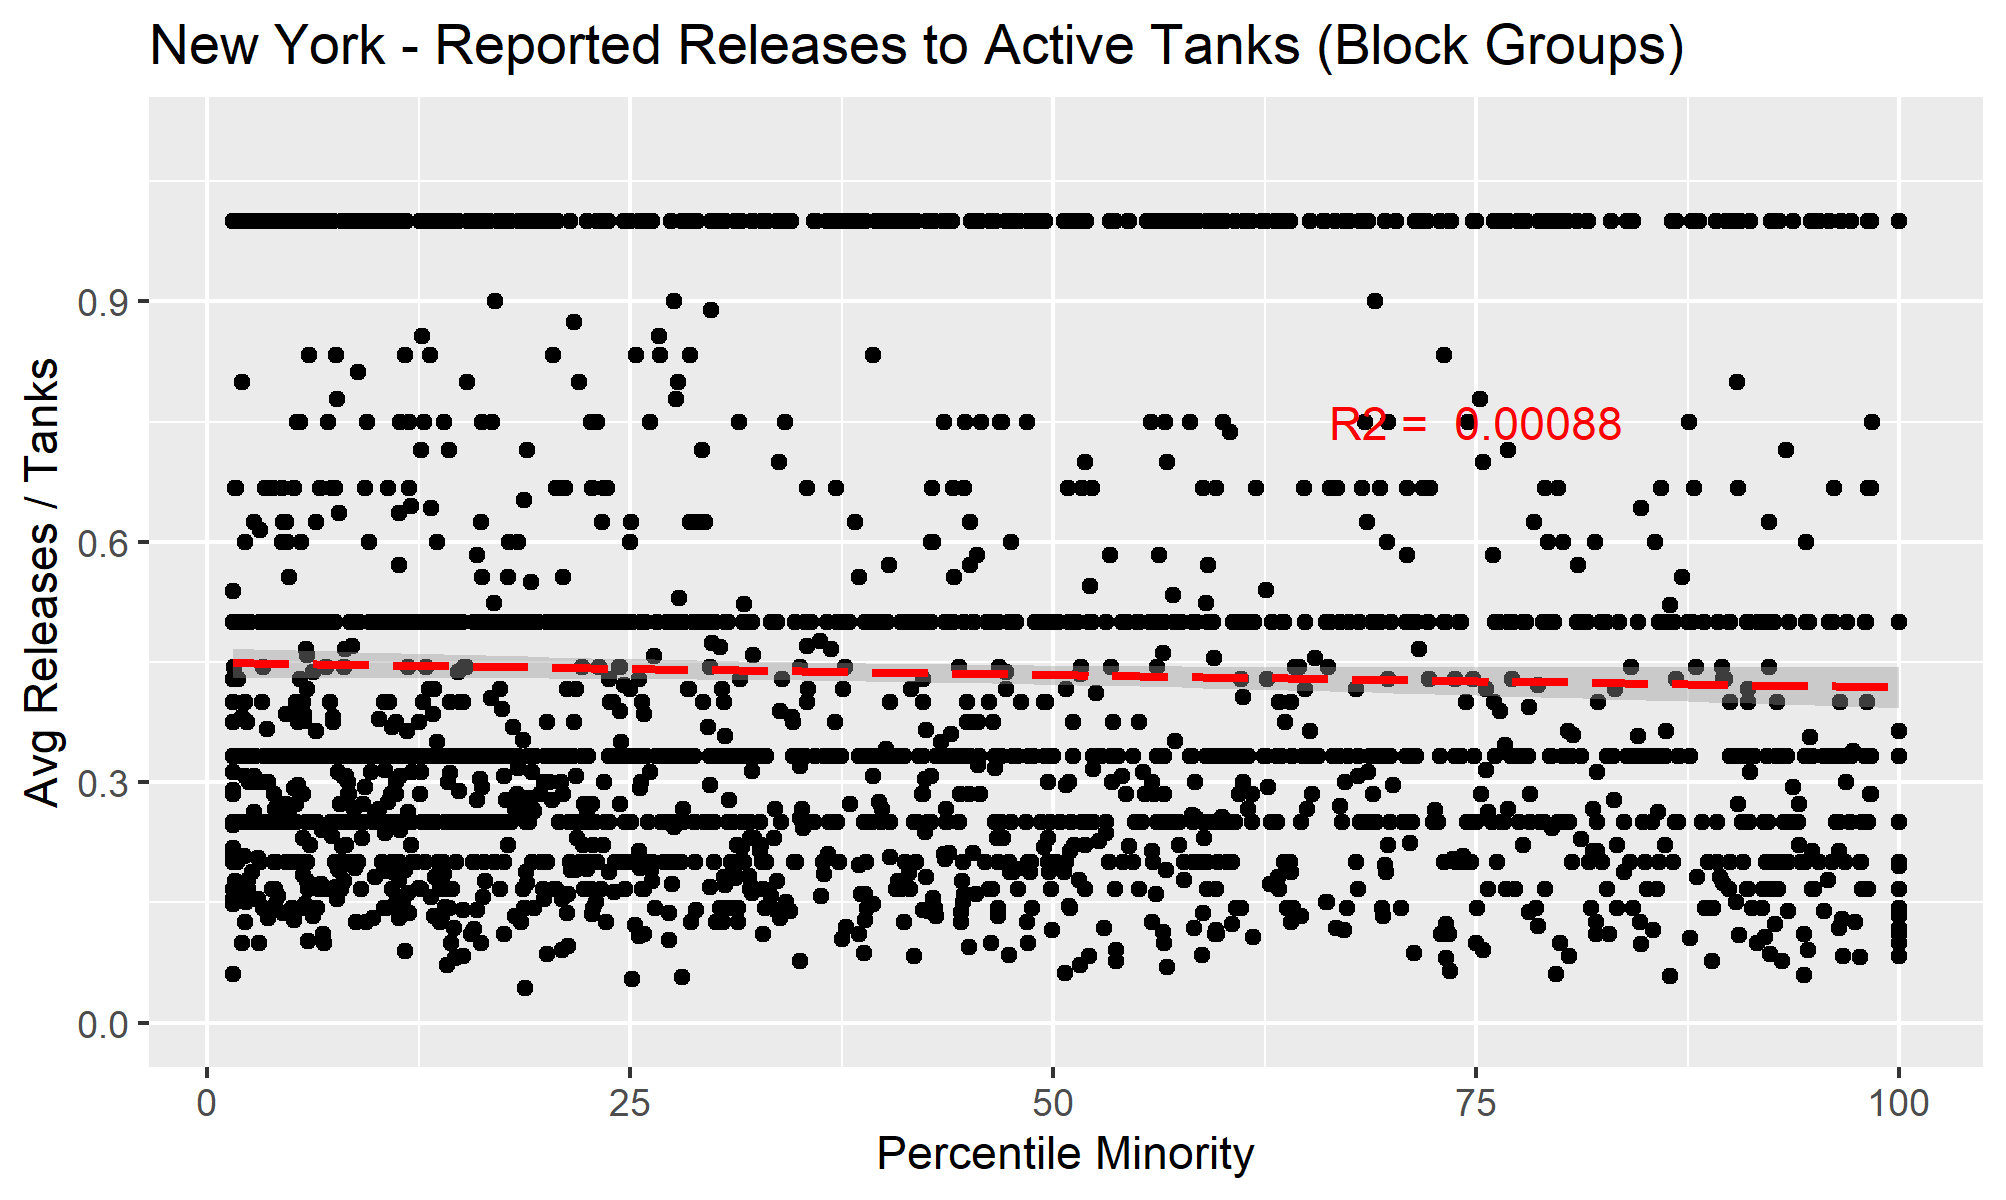 New York - Reported Releases to Active Tanks (Block Groups)
Avg Releases / Tanks
0.9
0.6
0.3
0.0
R2 =  0.00088
0
25
50
75
100
Percentile Minority